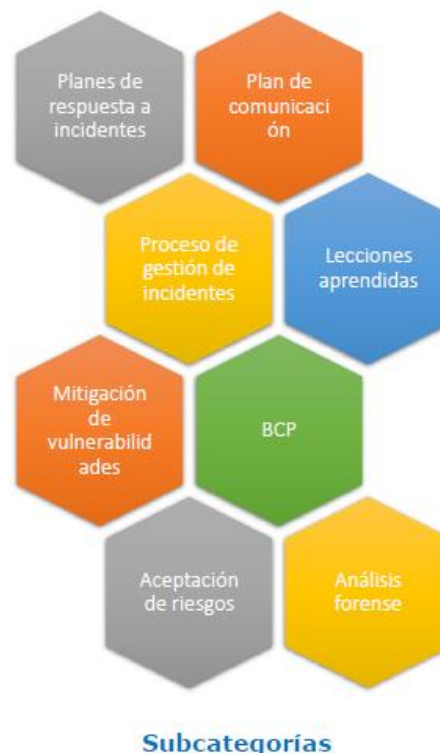 Planes de
respuesta a
incidentes
Plan de
comunicaci
ón
Proceso de
gestión de
incidentes
Lecciones
aprendidas
Mitigación
de
vulnerabilid
ades
BCP
Aceptación
de riesgos
Análisis
forense
Subcategorías